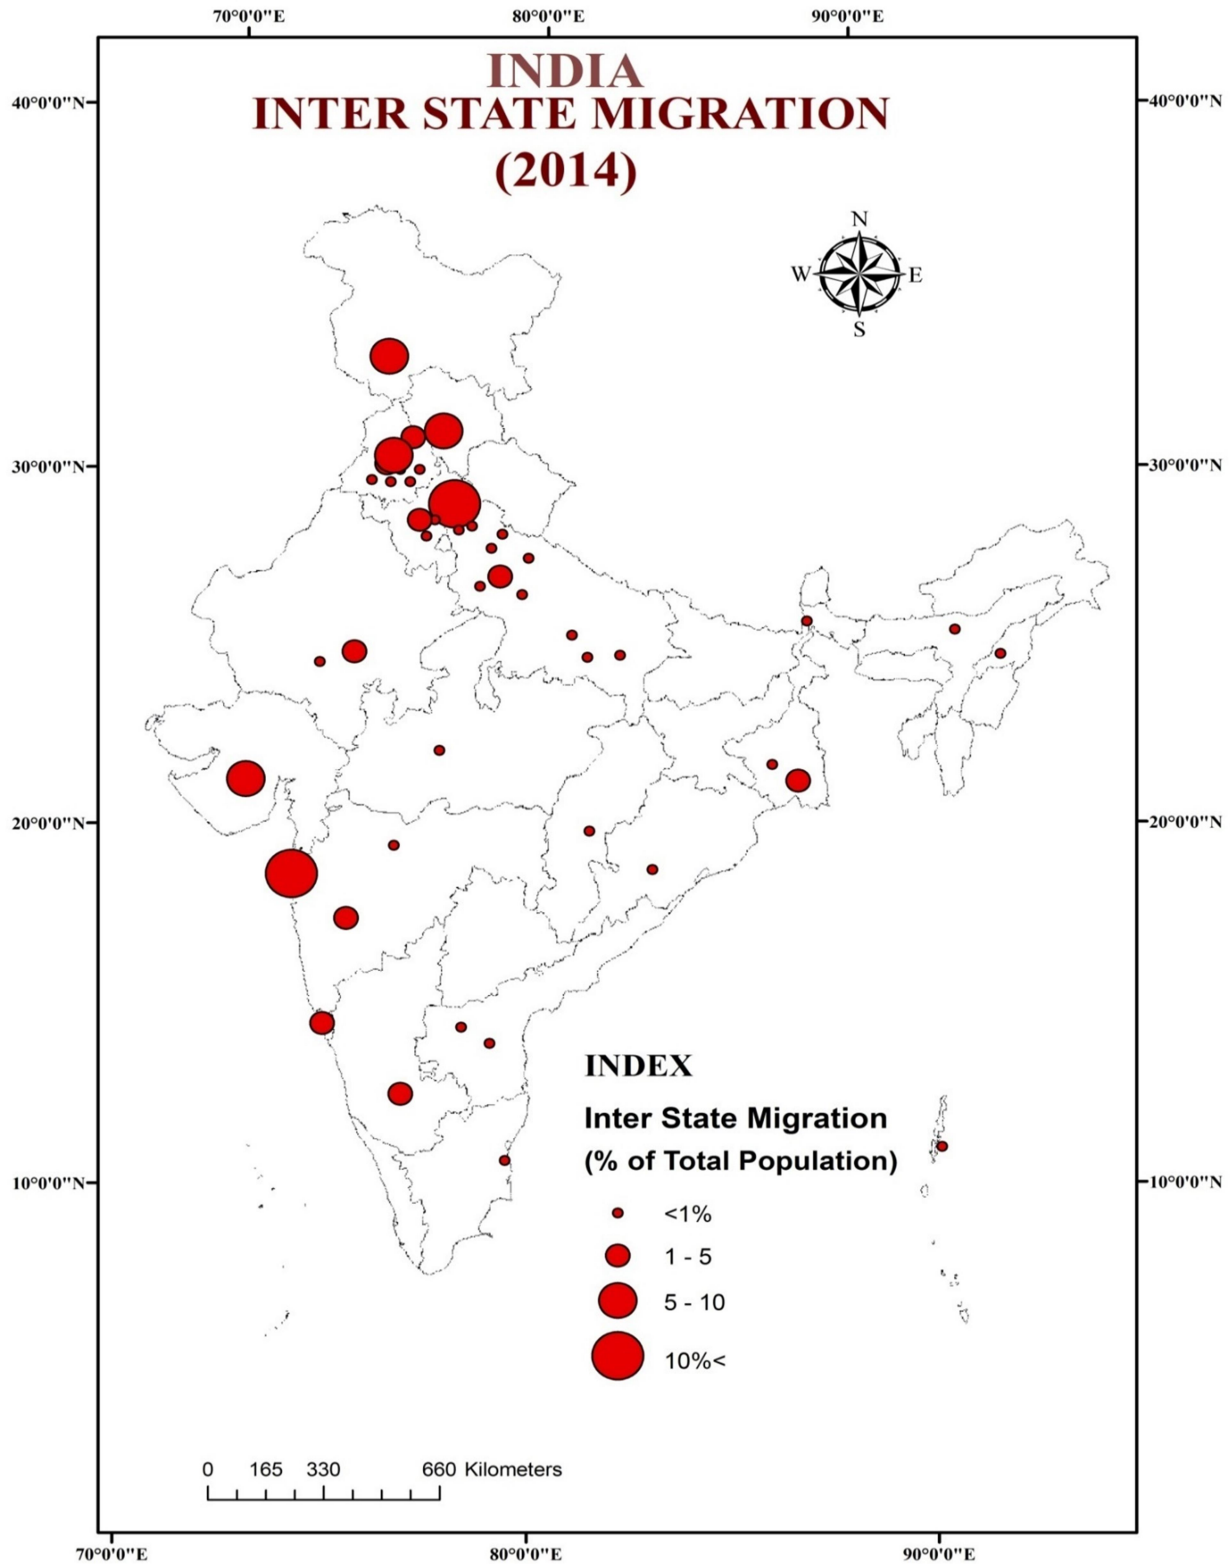 70°0'0"E 80°0'0"E 90°0'0"E
INDIA
40°0'0"N 40°0'0"N
INTER STATE MIGRATION
(2014)
N
W E
S
30°0'0"N 30°0'0"N
20°0'0"N 20°0'0"N
INDEX
Inter State Migration
(% of Total Population)
10°0'0"N 10°0'0"N
<1%
1 - 5
5 - 10
10%<
0 165 330 660 Kilometers
70°0'0"E 80°0'0"E 90°0'0"E